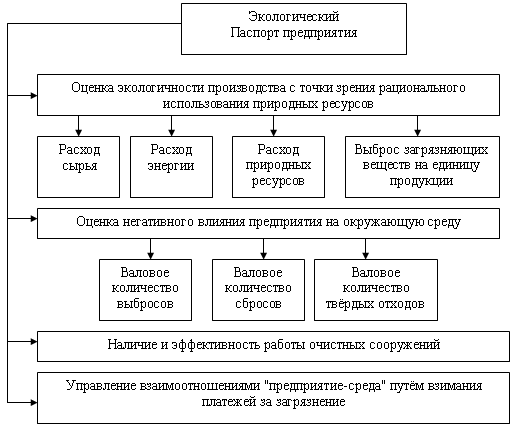 Экологический
Паспорт предприятия
Оценка экологичности производства с точки зрения рационального
использования природных ресурсов
Расход
сырья
Расход
энергии
Расход
природных
ресурсов
Выброс загрязняющих
веществ на единицу
продукции
Оценка негативного влияния предприятия на окружающую среду
Валовое
количество
выбросов
Валовое
количество
сбросов
Валовое
количество
твёрдых отходов
Наличие и эффективность работы очистных сооружений
Управление взаимоотношениями "предприятие-среда" путём взимания
платежей за загрязнение